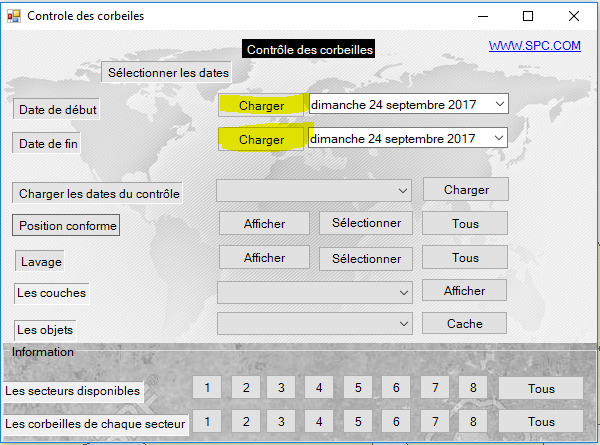 Controle des corbeilles
Contrôle des corbeilles
WWW.SPC.COM
Sélectionner les dates
Date de début Charger dimanche 24 septembre 2017
Date de fin Charger dimanche 24 septembre 2017
Charger les dates du contrôle Charger
Position conforme Afficher Sélectionner Tous
Lavage Afficher Sélectionner Tous
Les couches Afficher
Les objets Cache
Information
Les secteurs disponibles 1 2 3 4 5 6 7 8 Tous
Les corbeilles de chaque secteur 1 2 3 4 5 6 7 8 Tous